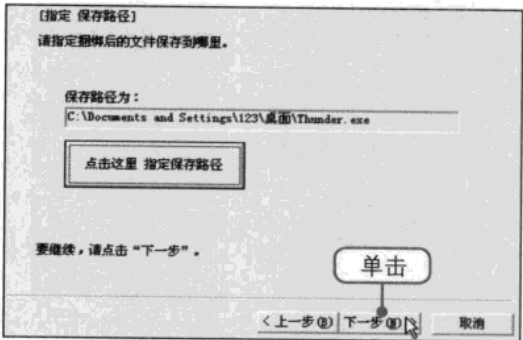 [指定 保存路径]
请指定捆绑后的文件保存到哪里。
保存路径为：
C:\Documents and Settings\123\桌面\Thunder.exe
点击这里 指定保存路径
要继续，请点击“下一步”。
单击
<上一步(B) 下一步(N)> 取消